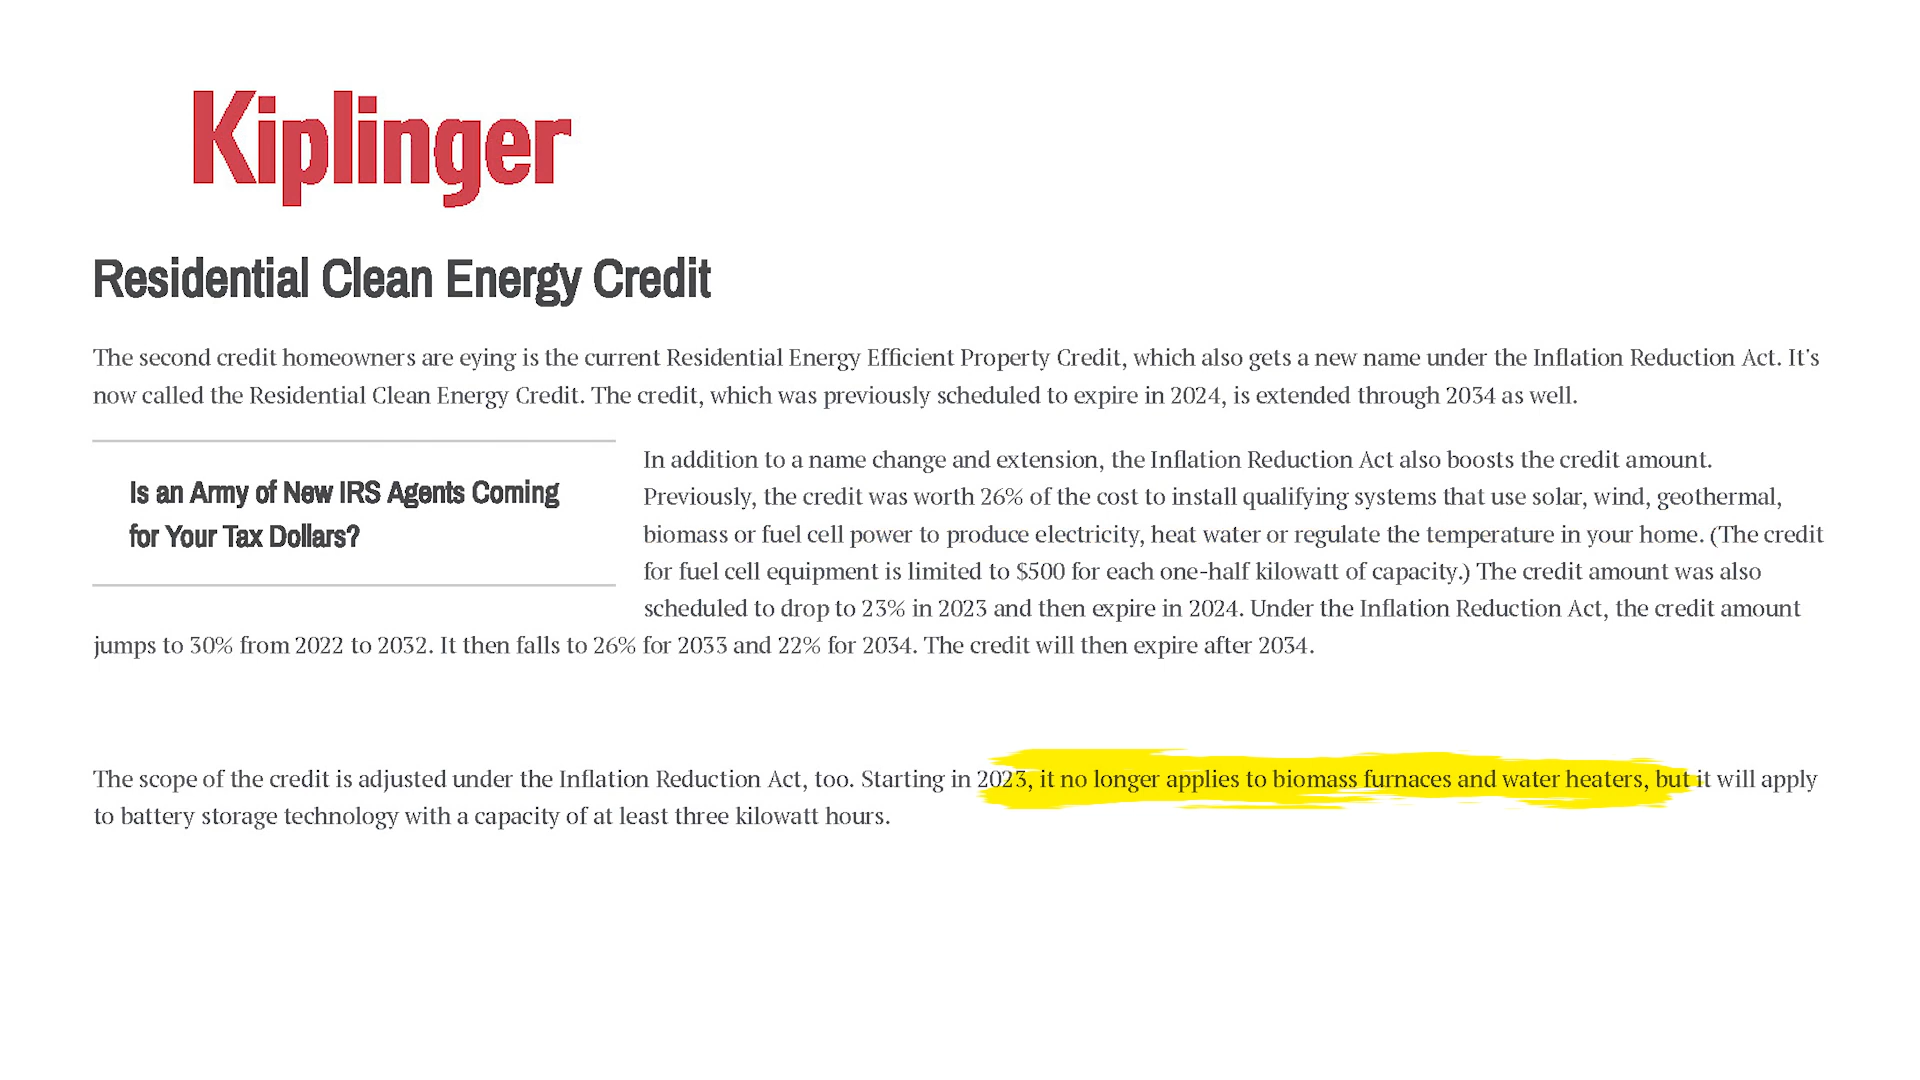 Kiplinger
Residential Clean Energy Credit
The second credit homeowners are eying is the current Residential Energy Efficient Property Credit, which also gets a new name under the Inflation Reduction Act. It's
now called the Residential Clean Energy Credit. The credit, which was previously scheduled to expire in 2024, is extended through 2034 as well.
Is an Army of New IRS Agents Coming
for Your Tax Dollars?
In addition to a name change and extension, the Inflation Reduction Act also boosts the credit amount.
Previously, the credit was worth 26% of the cost to install qualifying systems that use solar, wind, geothermal,
biomass or fuel cell power to produce electricity, heat water or regulate the temperature in your home. (The credit
for fuel cell equipment is limited to $500 for each one-half kilowatt of capacity.) The credit amount was also
scheduled to drop to 23% in 2023 and then expire in 2024. Under the Inflation Reduction Act, the credit amount
jumps to 30% from 2022 to 2032. It then falls to 26% for 2033 and 22% for 2034. The credit will then expire after 2034.
The scope of the credit is adjusted under the Inflation Reduction Act, too. Starting in 2023, it no longer applies to biomass furnaces and water heaters, but it will apply
to battery storage technology with a capacity of at least three kilowatt hours.